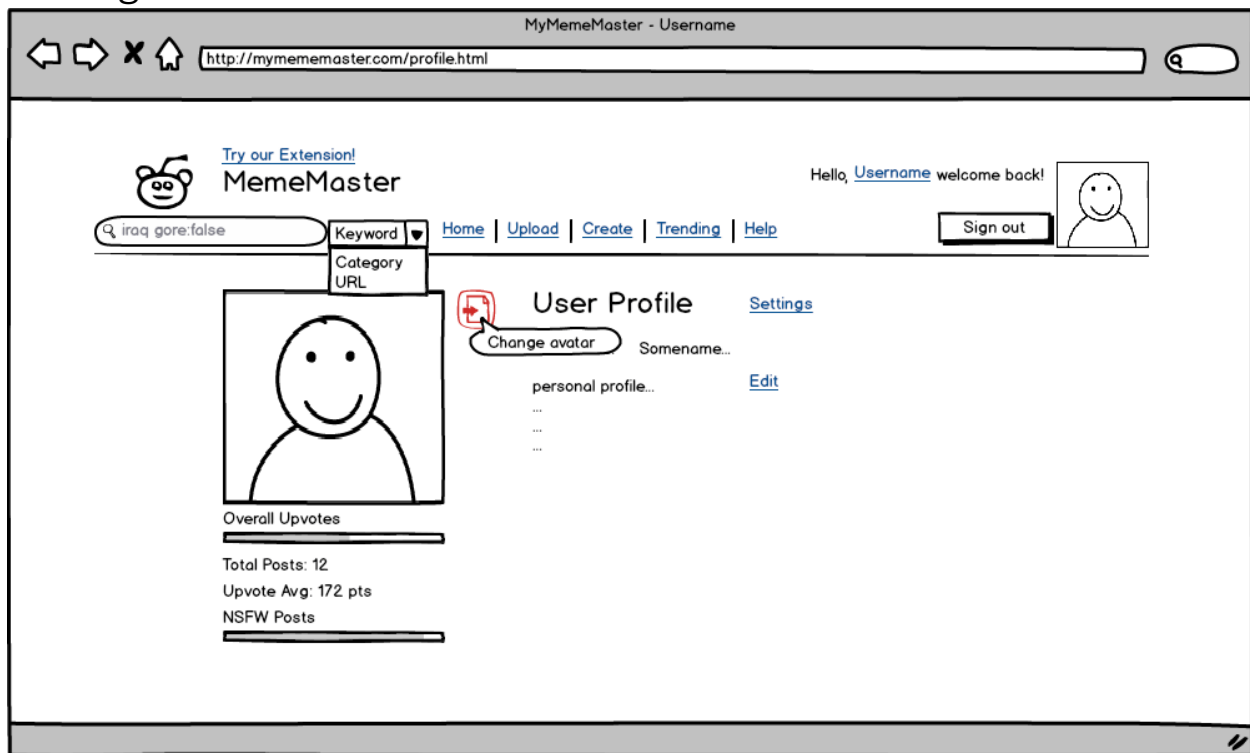 MyMemeMaster - Username
http://mymememaster.com/profile.html
Try our Extension!
MemeMaster
Hello, Username welcome back!
iraq gore:false
Keyword
Home | Upload | Create | Trending | Help
Sign out
Category
URL
User Profile
Settings
Change avatar
Somename...
personal profile...
Edit
...
...
...
Overall Upvotes
Total Posts: 12
Upvote Avg: 172 pts
NSFW Posts